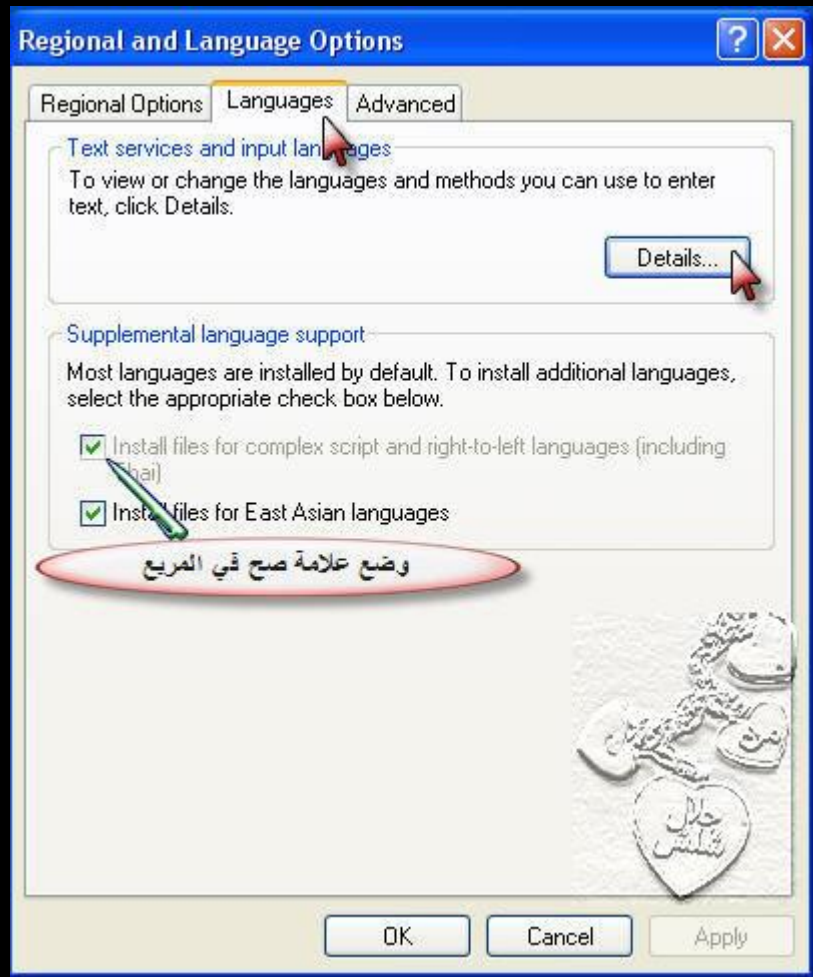 Regional and Language Options
Regional Options
Languages
Advanced
Text services and input languages
To view or change the languages and methods you can use to enter
text, click Details.
Details...
Supplemental language support
Most languages are installed by default. To install additional languages,
select the appropriate check box below.
Install files for complex script and right-to-left languages (including
Thai)
Install files for East Asian languages
وضع علامة صح في المربع
جلال
شلش
OK
Cancel
Apply